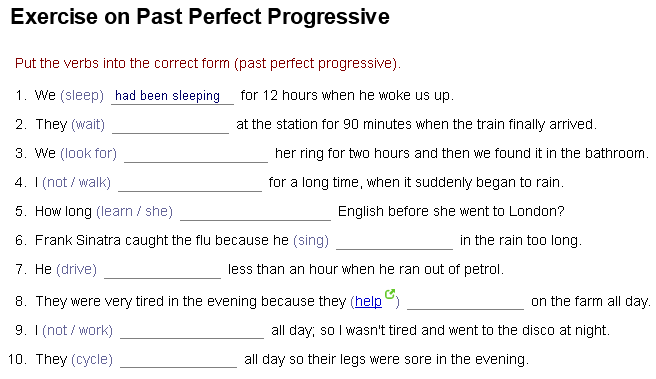 Exercise on Past Perfect Progressive
Put the verbs into the correct form (past perfect progressive).
1. We (sleep) had been sleeping for 12 hours when he woke us up.
2. They (wait) at the station for 90 minutes when the train finally arrived.
3. We (look for) her ring for two hours and then we found it in the bathroom.
4. I (not / walk) for a long time, when it suddenly began to rain.
5. How long (learn / she) English before she went to London?
6. Frank Sinatra caught the flu because he (sing) in the rain too long.
7. He (drive) less than an hour when he ran out of petrol.
8. They were very tired in the evening because they (help) on the farm all day.
9. I (not / work) all day; so I wasn't tired and went to the disco at night.
10. They (cycle) all day so their legs were sore in the evening.